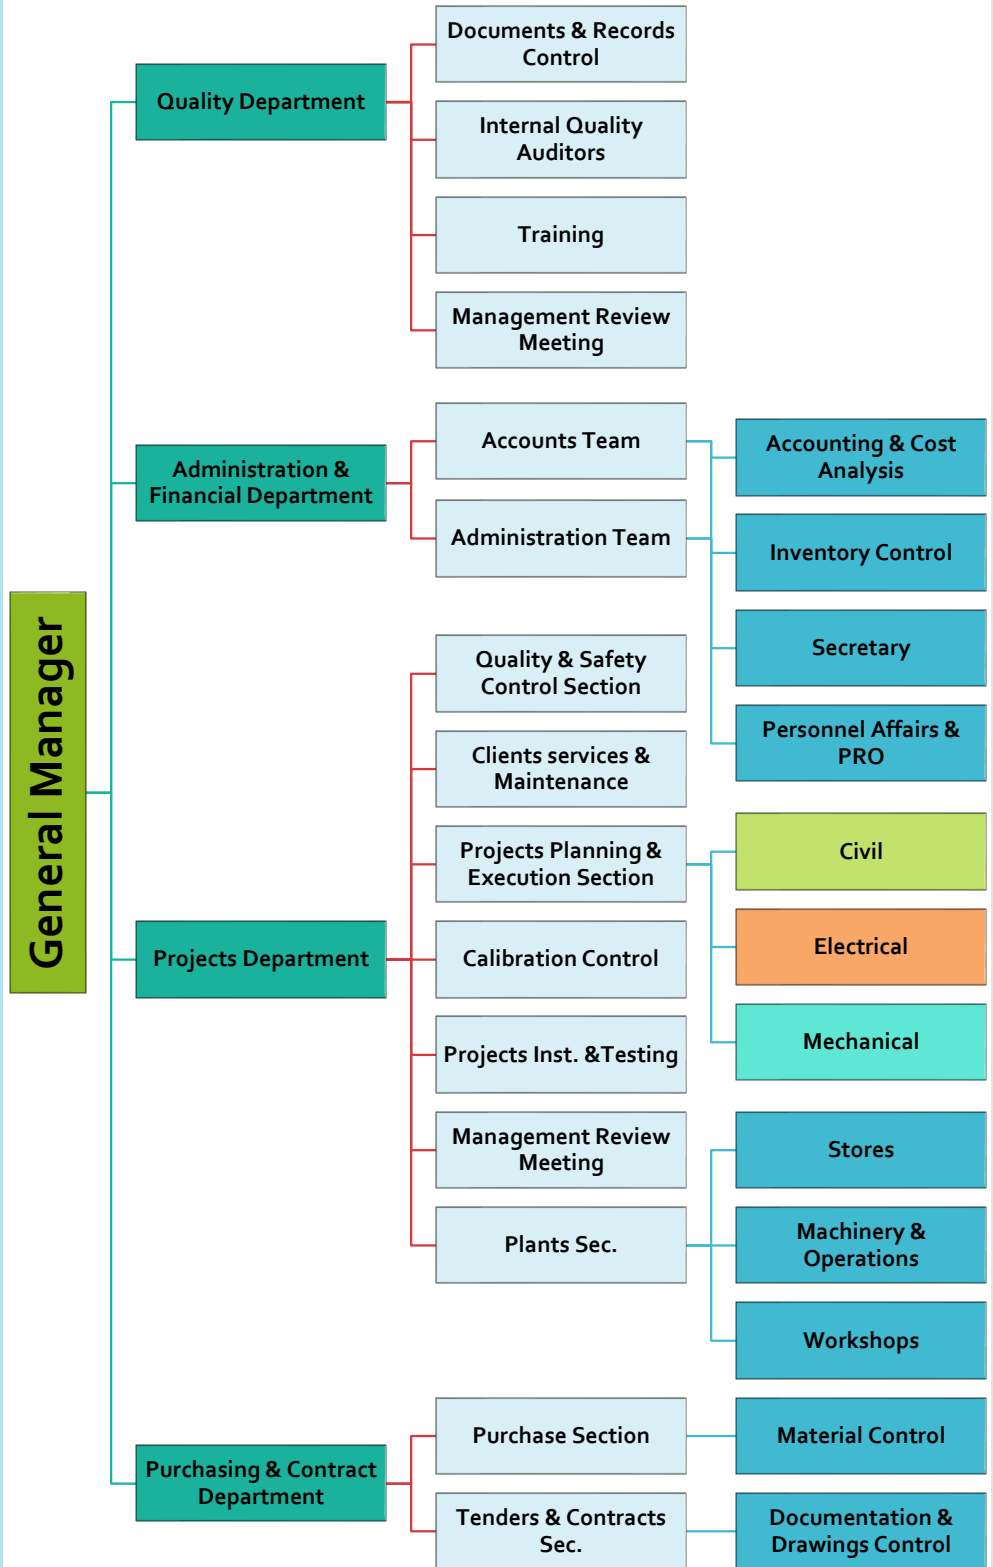 General Manager
Quality Department
Documents & Records
Control
Internal Quality
Auditors
Training
Management Review
Meeting
Administration &
Financial Department
Accounts Team
Administration Team
Accounting & Cost
Analysis
Inventory Control
Secretary
Personnel Affairs &
PRO
Projects Department
Quality & Safety
Control Section
Clients services &
Maintenance
Projects Planning &
Execution Section
Civil
Electrical
Mechanical
Calibration Control
Projects Inst. &Testing
Management Review
Meeting
Plants Sec.
Stores
Machinery &
Operations
Workshops
Purchasing & Contract
Department
Purchase Section
Material Control
Tenders & Contracts
Sec.
Documentation &
Drawings Control